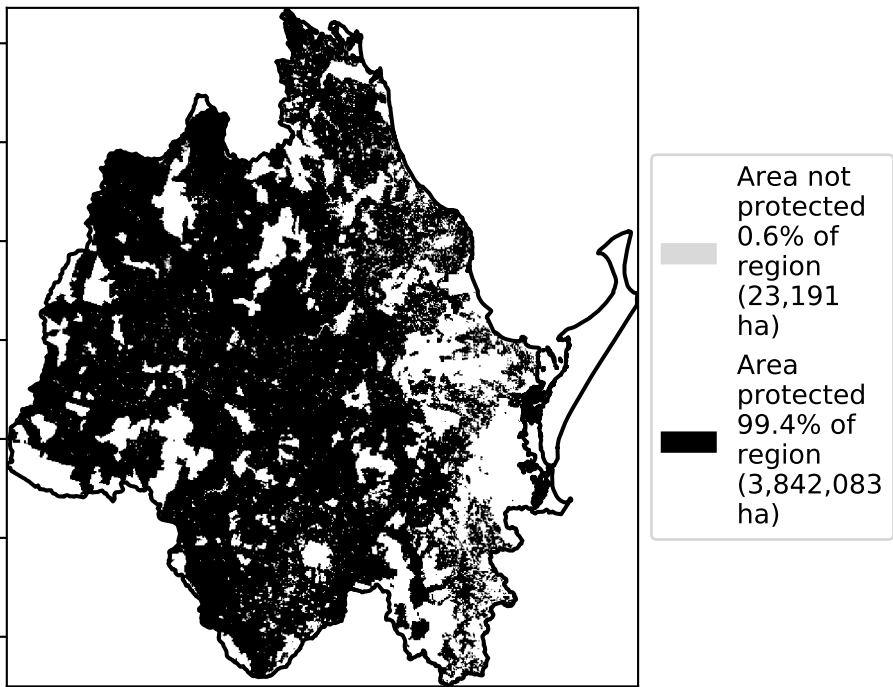 Area not
protected
0.6% of
region
(23,191
ha)
Area
protected
99.4% of
region
(3,842,083
ha)